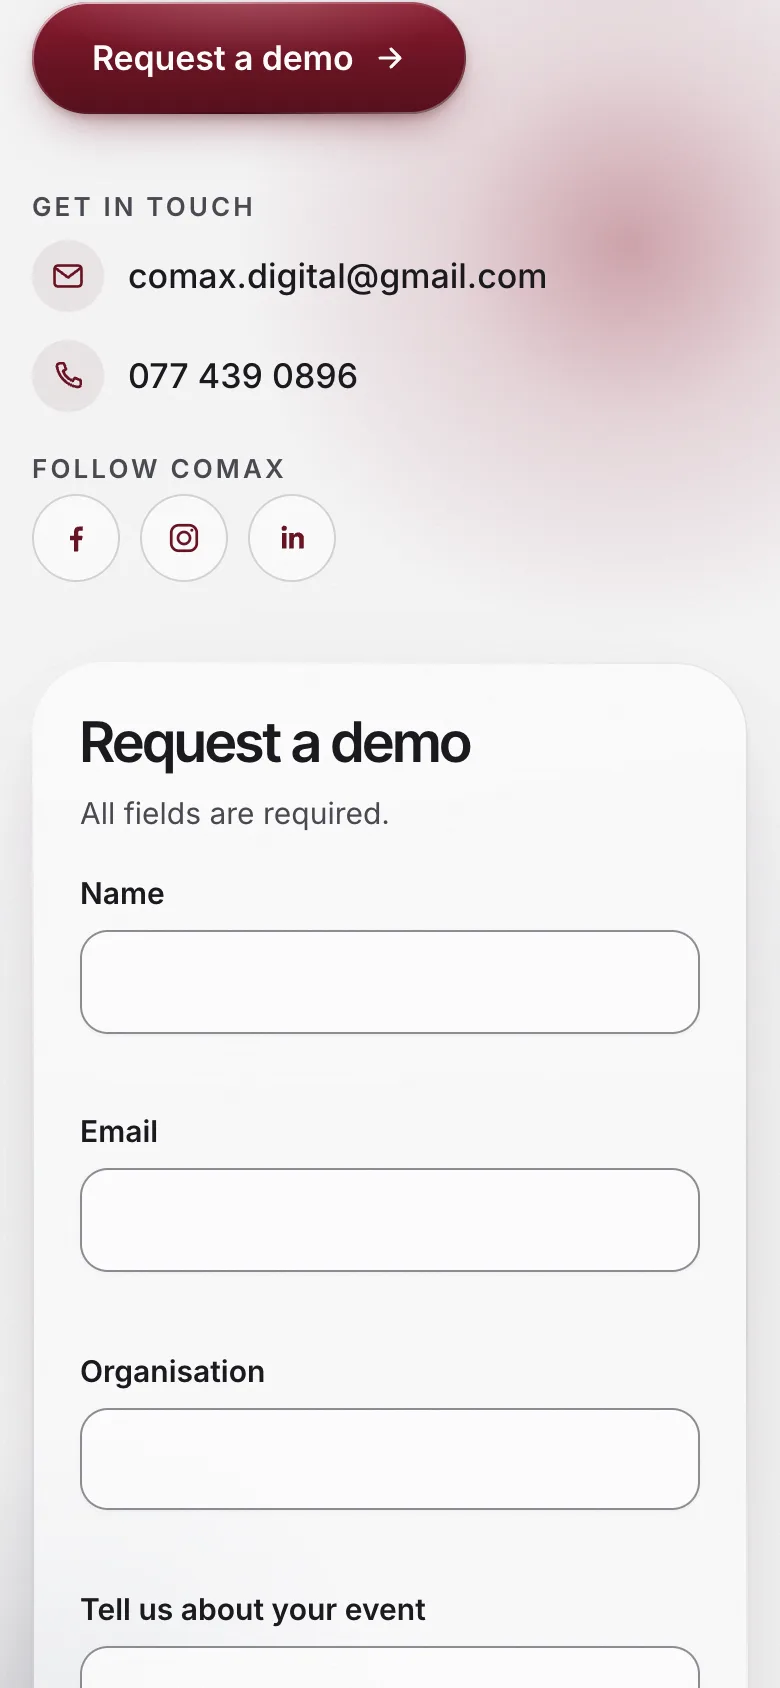 Request a demo →
GET IN TOUCH
comax.digital@gmail.com
077 439 0896
FOLLOW COMAX
f
in
Request a demo
All fields are required.
Name
Email
Organisation
Tell us about your event